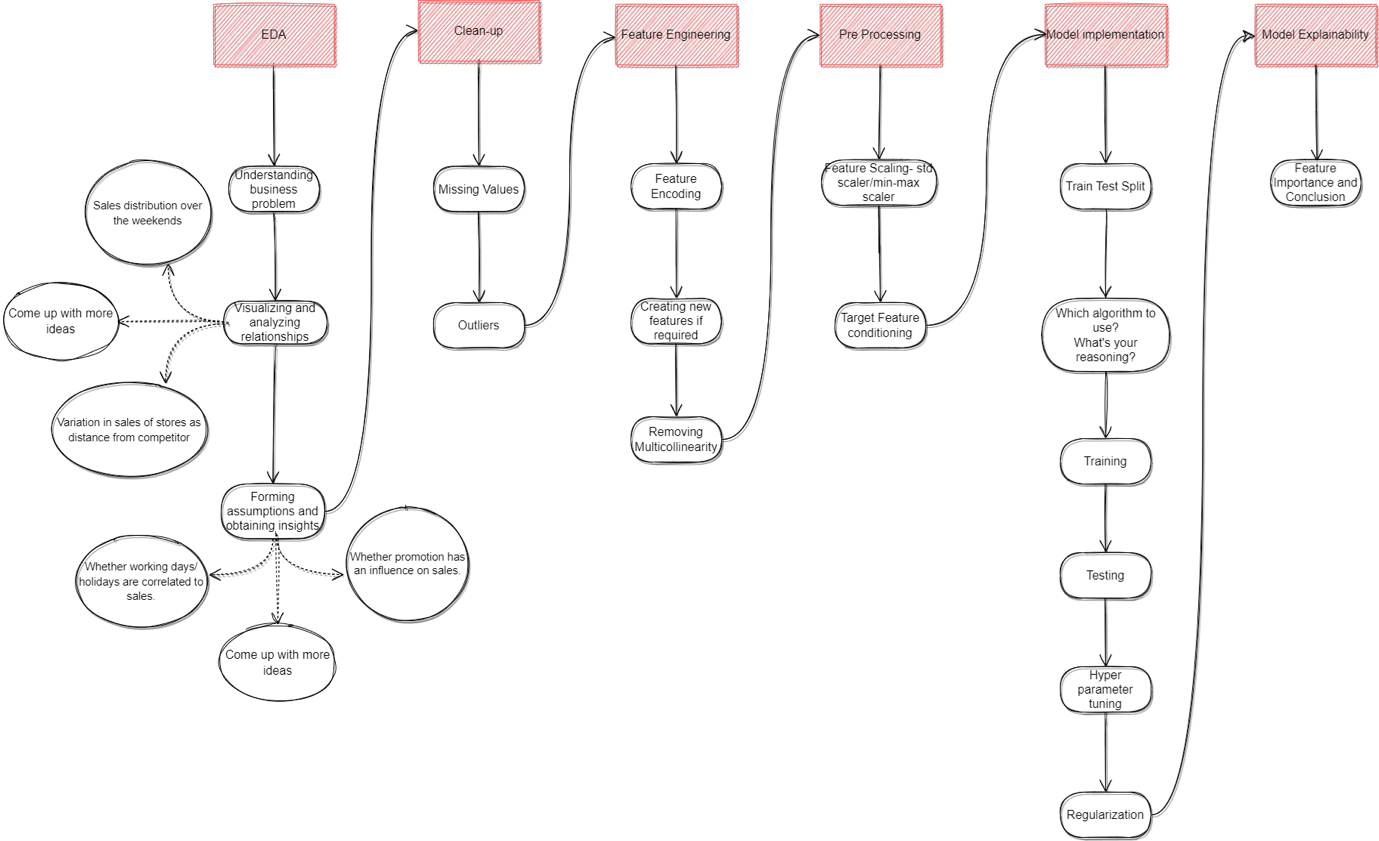 EDA
Clean-up
Feature Engineering
Pre Processing
Model implementation
Model Explainability
Understanding
business
problem
Sales distribution over
the weekends
Visualizing and
analyzing
relationships
Come up with more
ideas
Variation in sales of stores as
distance from competitor
Forming
assumptions and
obtaining insights
Whether working days/
holidays are correlated to
sales.
Come up with more
ideas
Whether promotion has
an influence on sales.
Missing Values
Outliers
Feature
Encoding
Creating new
features if
required
Removing
Multicollinearity
Feature Scaling- std
scaler/min-max
scaler
Target Feature
conditioning
Train Test Split
Which algorithm to
use?
What's your
reasoning?
Training
Testing
Hyper
parameter
tuning
Regularization
Feature
Importance and
Conclusion